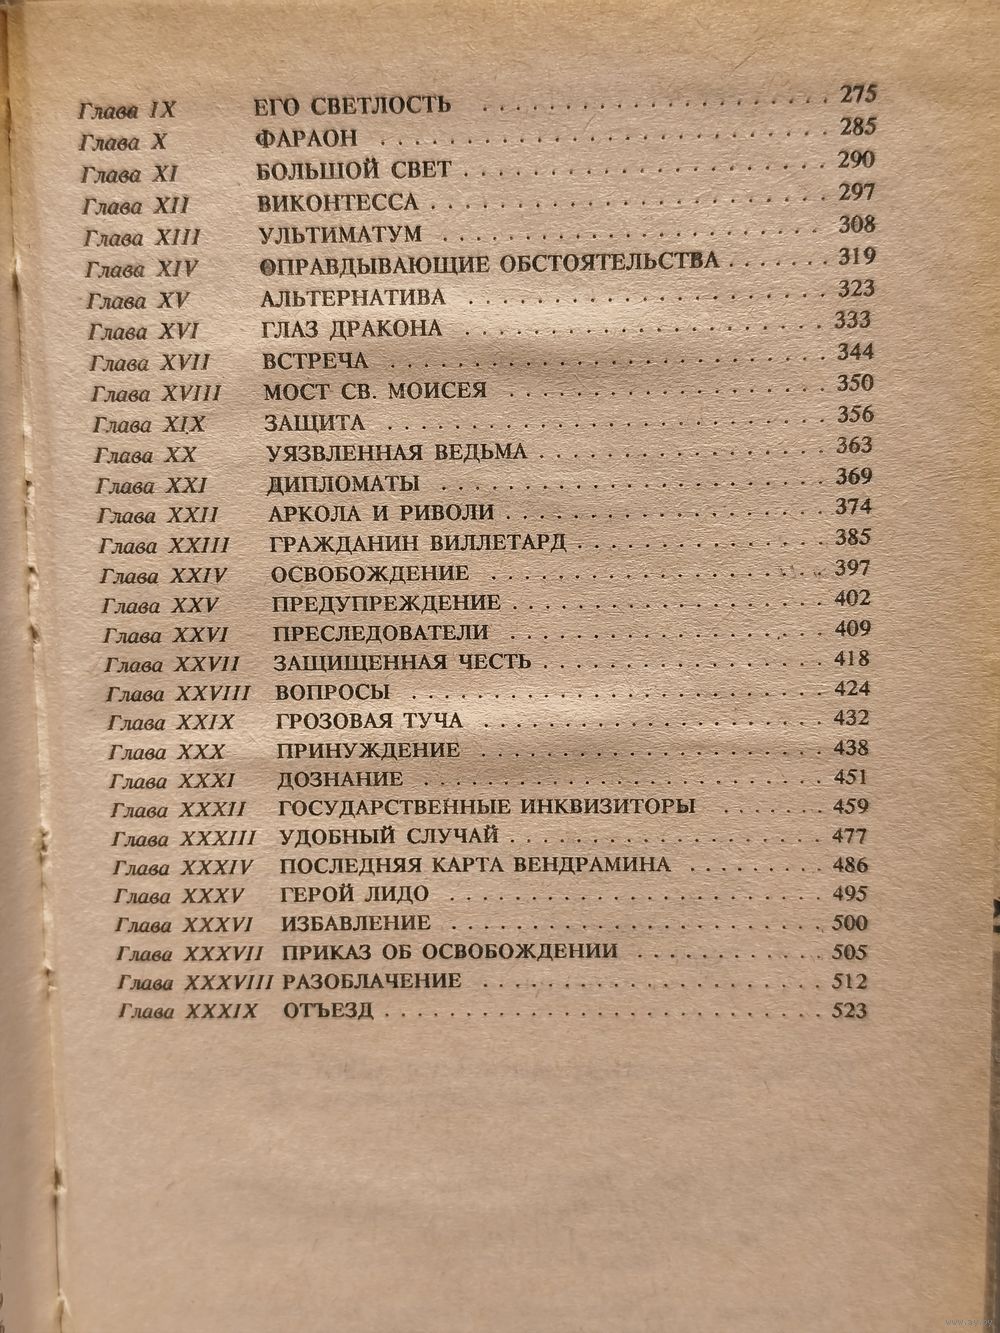 Глава IX ЕГО СВЕТЛОСТЬ . . . . . . . . . . . . . . . . . . . . 275
Глава X ФАРАОН . . . . . . . . . . . . . . . . . . . . 285
Глава XI БОЛЬШОЙ СВЕТ . . . . . . . . . . . . . . . . . . . . 290
Глава XII ВИКОНТЕССА . . . . . . . . . . . . . . . . . . . . 297
Глава XIII УЛЬТИМАТУМ . . . . . . . . . . . . . . . . . . . . 308
Глава XIV ОПРАВДЫВАЮЩИЕ ОБСТОЯТЕЛЬСТВА . . . . . . . 319
Глава XV АЛЬТЕРНАТИВА . . . . . . . . . . . . . . . . . . . . 323
Глава XVI ГЛАЗ ДРАКОНА . . . . . . . . . . . . . . . . . . . . 333
Глава XVII ВСТРЕЧА . . . . . . . . . . . . . . . . . . . . 344
Глава XVIII МОСТ СВ. МОИСЕЯ . . . . . . . . . . . . . . . . . . . . 350
Глава XIX ЗАЩИТА . . . . . . . . . . . . . . . . . . . . 356
Глава XX УЯЗВЛЕННАЯ ВЕДЬМА . . . . . . . . . . . . . . . . . . 363
Глава XXI ДИПЛОМАТЫ . . . . . . . . . . . . . . . . . . . . 369
Глава XXII АРКОЛА И РИВОЛИ . . . . . . . . . . . . . . . . . . . . 374
Глава XXIII ГРАЖДАНИН ВИЛЛЕТАРД . . . . . . . . . . . . . . . . 385
Глава XXIV ОСВОБОЖДЕНИЕ . . . . . . . . . . . . . . . . . . . . 397
Глава XXV ПРЕДУПРЕЖДЕНИЕ . . . . . . . . . . . . . . . . . . . . 402
Глава XXVI ПРЕСЛЕДОВАТЕЛИ . . . . . . . . . . . . . . . . . . . . 409
Глава XXVII ЗАЩИЩЕННАЯ ЧЕСТЬ . . . . . . . . . . . . . . . . . . 418
Глава XXVIII ВОПРОСЫ . . . . . . . . . . . . . . . . . . . . 424
Глава XXIX ГРОЗОВАЯ ТУЧА . . . . . . . . . . . . . . . . . . . . 432
Глава XXX ПРИНУЖДЕНИЕ . . . . . . . . . . . . . . . . . . . . 438
Глава XXXI ДОЗНАНИЕ . . . . . . . . . . . . . . . . . . . . 451
Глава XXXII ГОСУДАРСТВЕННЫЕ ИНКВИЗИТОРЫ . . . . . . . 459
Глава XXXIII УДОБНЫЙ СЛУЧАЙ . . . . . . . . . . . . . . . . . . . . 477
Глава XXXIV ПОСЛЕДНЯЯ КАРТА ВЕНДРАМИНА . . . . . . . . . 486
Глава XXXV ГЕРОЙ ЛИДО . . . . . . . . . . . . . . . . . . . . 495
Глава XXXVI ИЗБАВЛЕНИЕ . . . . . . . . . . . . . . . . . . . . 500
Глава XXXVII ПРИКАЗ ОБ ОСВОБОЖДЕНИИ . . . . . . . . . . . . 505
Глава XXXVIII РАЗОБЛАЧЕНИЕ . . . . . . . . . . . . . . . . . . . . 512
Глава XXXIX ОТЪЕЗД . . . . . . . . . . . . . . . . . . . . 523